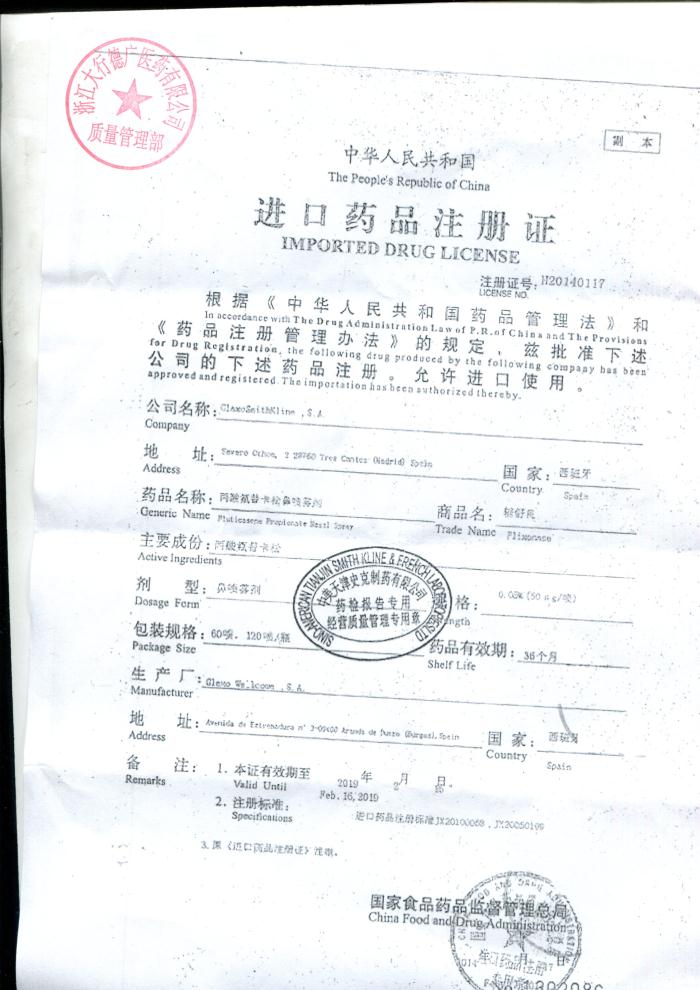 浙江大行德广医药有限公司
质量管理部
副 本
中华人民共和国
The People's Republic of China
进口药品注册证
IMPORTED DRUG LICENSE
注册证号: H20140117
LICENSE NO.
根据《中华人民共和国药品管理法》和
In accordance with The Drug Administration Law of P.R. of China and The Provisions
《药品注册管理办法》的规定,兹批准下述
for Drug Registration, the following drug produced by the following company has been
公司的下述药品注册。允许进口使用。
approved and registered. The importation has been authorized thereby.
公司名称: GlaxoSmithKline ,S.A.
Company
地 址: Severo Ochoa, 2 28760 Tres Cantos (Madrid) Spain
Address
国 家: 西班牙
Country Spain
药品名称: 丙酸氟替卡松鼻喷雾剂
Generic Name Fluticasone Propionate Nasal Spray
商品名: 辅舒良
Trade Name Flixonase
主要成份: 丙酸氟替卡松
Active Ingredients
剂 型: 鼻喷雾剂
Dosage Form
格: 0.05% (50 μg/喷)
SINO-AMERICAN TIANJIN SMITH KLINE & FRENCH LABORATORIES LTD
中美天津史克制药有限公司
药检报告专用
经营质量管理专用章
包装规格: 60喷, 120喷/瓶
Package Size
药品有效期: 36个月
Shelf Life
生 产 厂: Glaxo Wellcome ,S.A.
Manufacturer
地 址: Avenida de Extremadura n° 3-09400 Aranda de Duero (Burgos), Spain
Address
国 家: 西班牙
Country Spain
备 注:
Remarks
1. 本证有效期至 2019 年 2 月 日。
Valid Until Feb. 16, 2019
2. 注册标准: 进口药品注册标准JX20100068 , JX20050199
Specifications
3.原《进口药品注册证》注销。
国家食品药品监督管理总局
China Food and Drug Administration